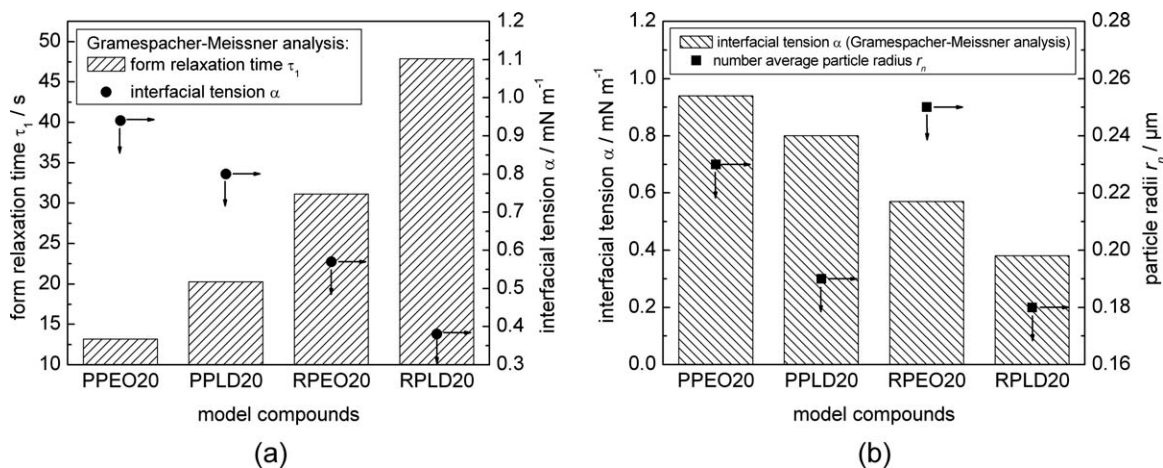 Gramespacher-Meissner analysis:
form relaxation time τ₁
interfacial tension α
form relaxation time τ₁ / s
50
45
40
35
30
25
20
15
10
interfacial tension α / mN m⁻¹
1.2
1.1
1.0
0.9
0.8
0.7
0.6
0.5
0.4
0.3
PPEO20 PPLD20 RPEO20 RPLD20
model compounds
(a)
interfacial tension α (Gramespacher-Meissner analysis)
number average particle radius rₙ
interfacial tension α / mN m⁻¹
1.2
1.0
0.8
0.6
0.4
0.2
0.0
particle radii rₙ / µm
0.28
0.26
0.24
0.22
0.20
0.18
0.16
PPEO20 PPLD20 RPEO20 RPLD20
model compounds
(b)